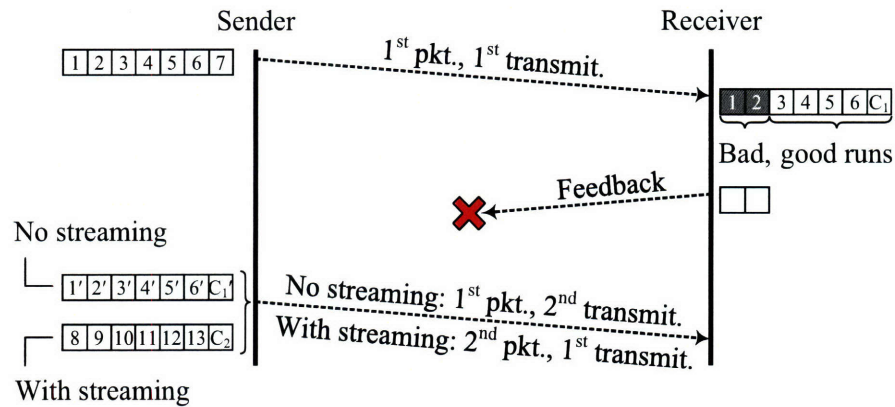 Sender
Receiver
1 2 3 4 5 6 7
1st pkt., 1st transmit.
1 2 3 4 5 6 C1
Bad, good runs
Feedback
No streaming
1' 2' 3' 4' 5' 6' C1'
No streaming: 1st pkt., 2nd transmit.
8 9 10 11 12 13 C2
With streaming: 2nd pkt., 1st transmit.
With streaming